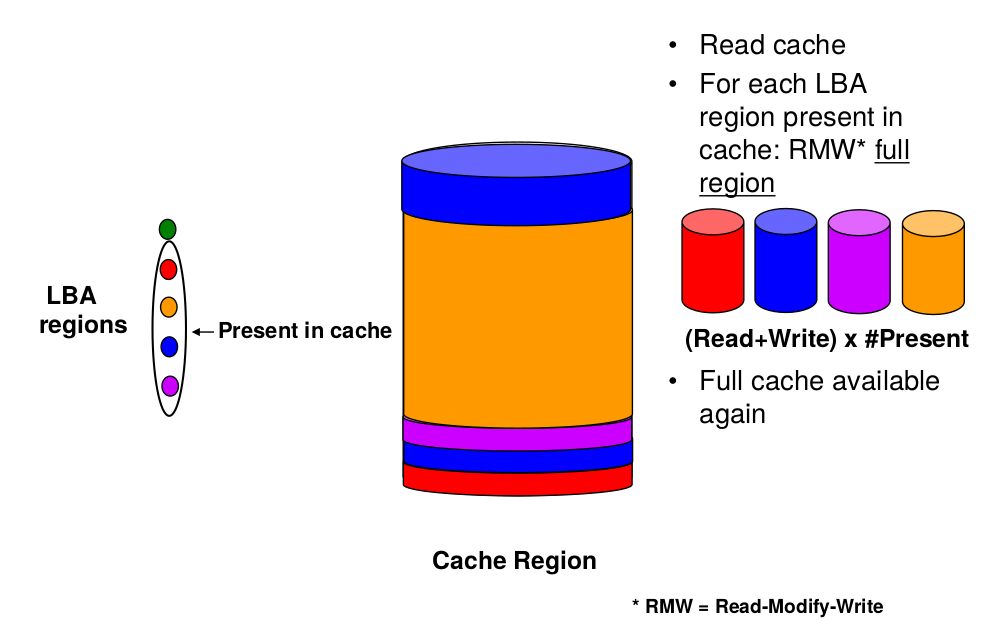 • Read cache
• For each LBA
region present in
cache: RMW* full
region
LBA
regions
Present in cache
(Read+Write) x #Present
• Full cache available
again
Cache Region
* RMW = Read-Modify-Write